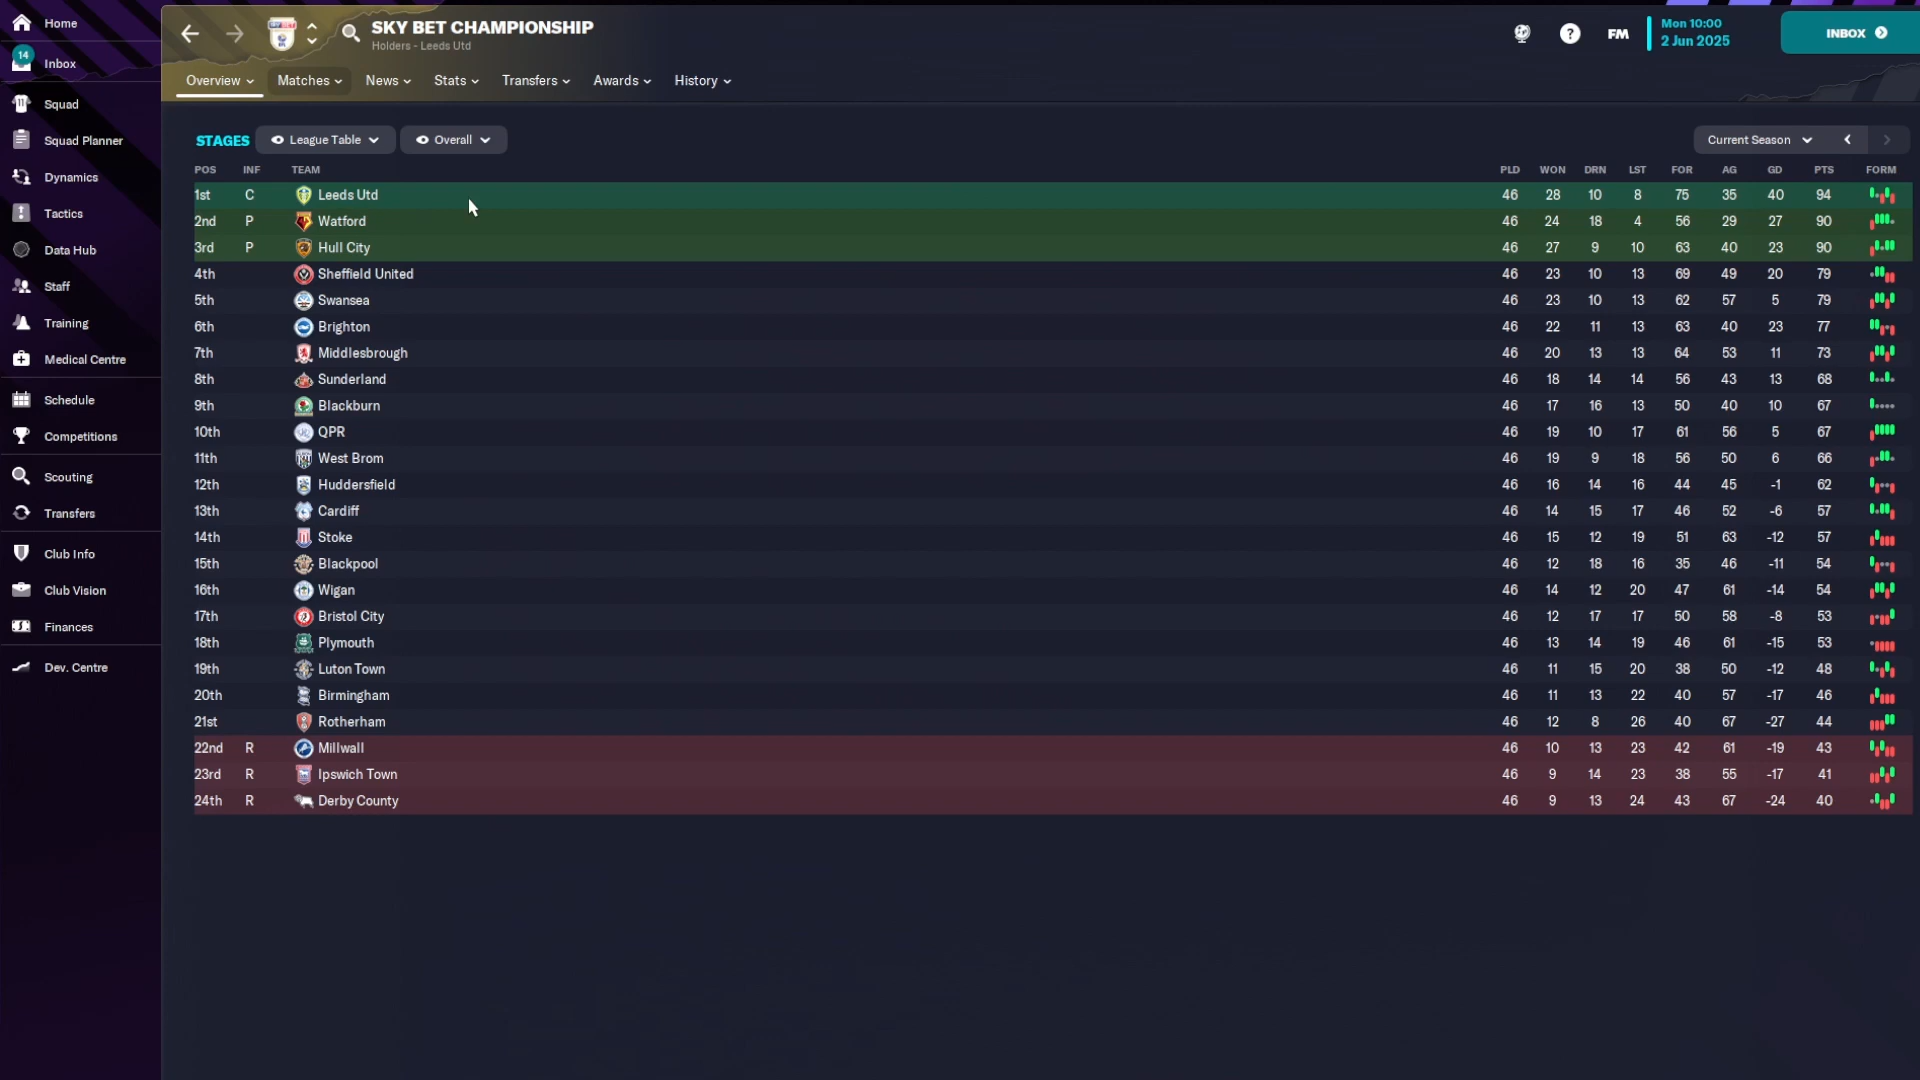 Home
14
Inbox
Squad
Squad Planner
Dynamics
Tactics
Data Hub
Staff
Training
Medical Centre
Schedule
Competitions
Scouting
Transfers
Club Info
Club Vision
Finances
Dev. Centre
SKY BET CHAMPIONSHIP
Holders - Leeds Utd
FM
Mon 10:00
2 Jun 2025
INBOX
Overview Matches News Stats Transfers Awards History
STAGES League Table Overall Current Season
POS INF TEAM PLD WON DRN LST FOR AG GD PTS FORM
1st C Leeds Utd 46 28 10 8 75 35 40 94
2nd P Watford 46 24 18 4 56 29 27 90
3rd P Hull City 46 27 9 10 63 40 23 90
4th Sheffield United 46 23 10 13 69 49 20 79
5th Swansea 46 23 10 13 62 57 5 79
6th Brighton 46 22 11 13 63 40 23 77
7th Middlesbrough 46 20 13 13 64 53 11 73
8th Sunderland 46 18 14 14 56 43 13 68
9th Blackburn 46 17 16 13 50 40 10 67
10th QPR 46 19 10 17 61 56 5 67
11th West Brom 46 19 9 18 56 50 6 66
12th Huddersfield 46 16 14 16 44 45 -1 62
13th Cardiff 46 14 15 17 46 52 -6 57
14th Stoke 46 15 12 19 51 63 -12 57
15th Blackpool 46 12 18 16 35 46 -11 54
16th Wigan 46 14 12 20 47 61 -14 54
17th Bristol City 46 12 17 17 50 58 -8 53
18th Plymouth 46 13 14 19 46 61 -15 53
19th Luton Town 46 11 15 20 38 50 -12 48
20th Birmingham 46 11 13 22 40 57 -17 46
21st Rotherham 46 12 8 26 40 67 -27 44
22nd R Millwall 46 10 13 23 42 61 -19 43
23rd R Ipswich Town 46 9 14 23 38 55 -17 41
24th R Derby County 46 9 13 24 43 67 -24 40